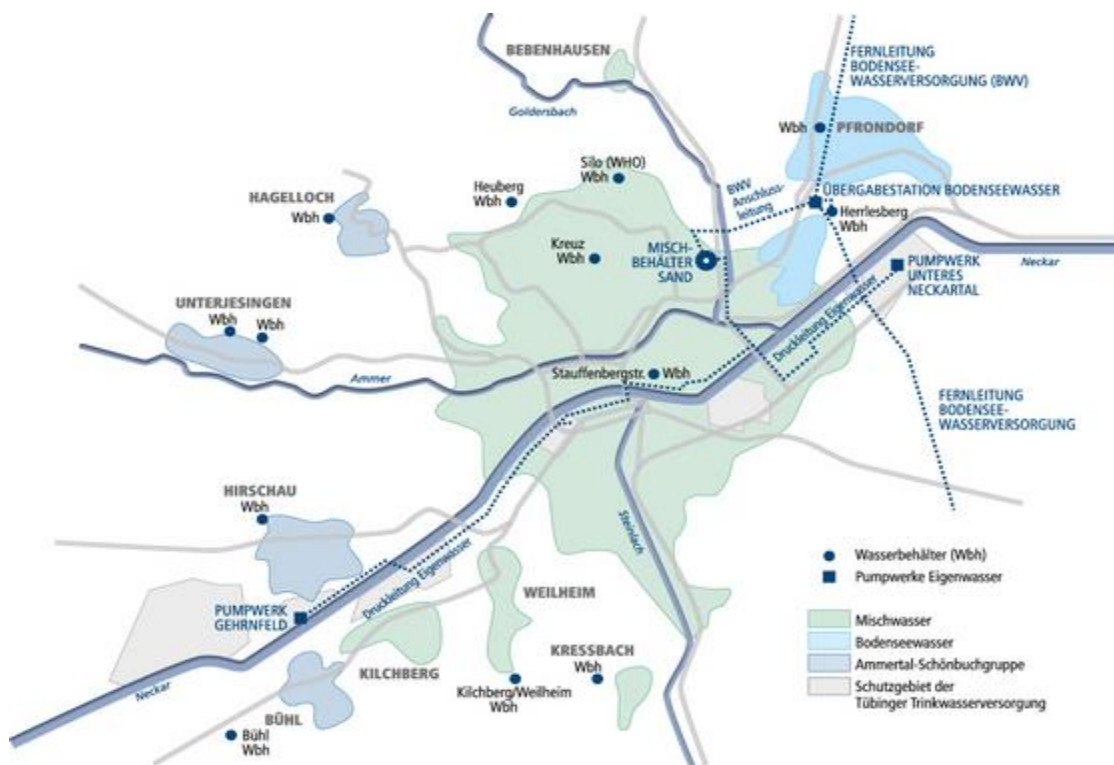 BEBENHAUSEN
Goldersbach
FERNLEITUNG
BODENSEE-
WASSERVERSORGUNG (BWV)
Wbh
PFRONDORF
Silo (WHO)
Wbh
Heuberg
Wbh
BWV
Anschluss-
leitung
ÜBERGABESTATION BODENSEEWASSER
HAGELLOCH
Wbh
Herrlesberg
Wbh
Kreuz
Wbh
MISCH-
BEHÄLTER
SAND
Neckar
PUMPWERK
UNTERES
NECKARTAL
UNTERJESINGEN
Wbh
Wbh
Druckleitung Eigenwasser
Ammer
Stauffenbergstr.
Wbh
FERNLEITUNG
BODENSEE-
WASSERVERSORGUNG
HIRSCHAU
Wbh
Steinlach
Druckleitung Eigenwasser
PUMPWERK
GEHRNFELD
WEILHEIM
KRESSBACH
Wbh
KILCHBERG
Kilchberg/Weilheim
Wbh
Neckar
BÜHL
Bühl
Wbh
Wasserbehälter (Wbh)
Pumpwerke Eigenwasser
Mischwasser
Bodenseewasser
Ammertal-Schönbuchgruppe
Schutzgebiet der
Tübinger Trinkwasserversorgung